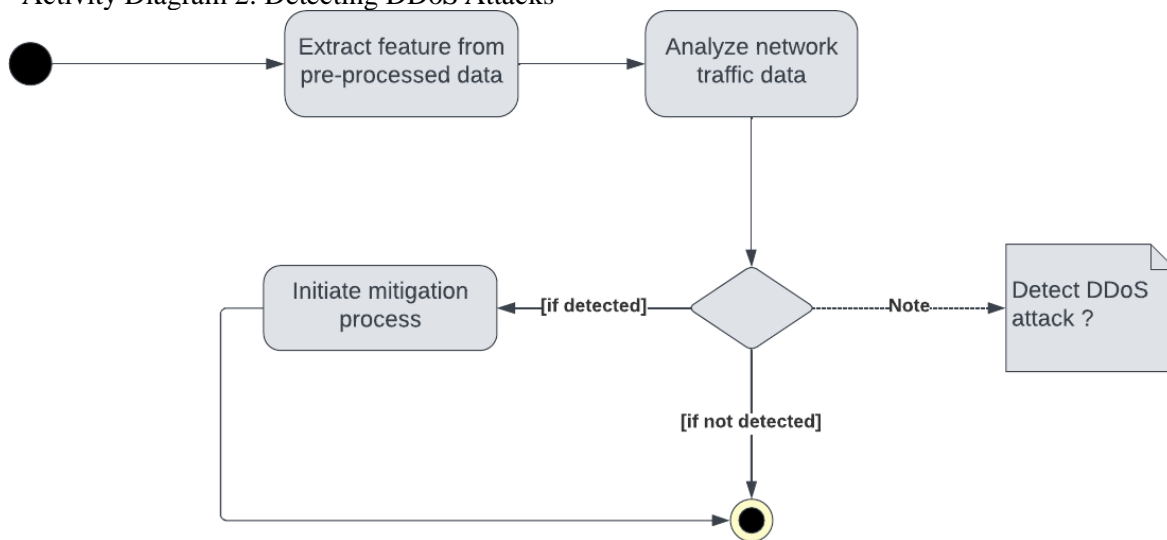 Activity Diagram 2: Detecting DDoS Attacks
Extract feature from
pre-processed data
Analyze network
traffic data
Initiate mitigation
process
[if detected]
Note
Detect DDoS
attack ?
[if not detected]